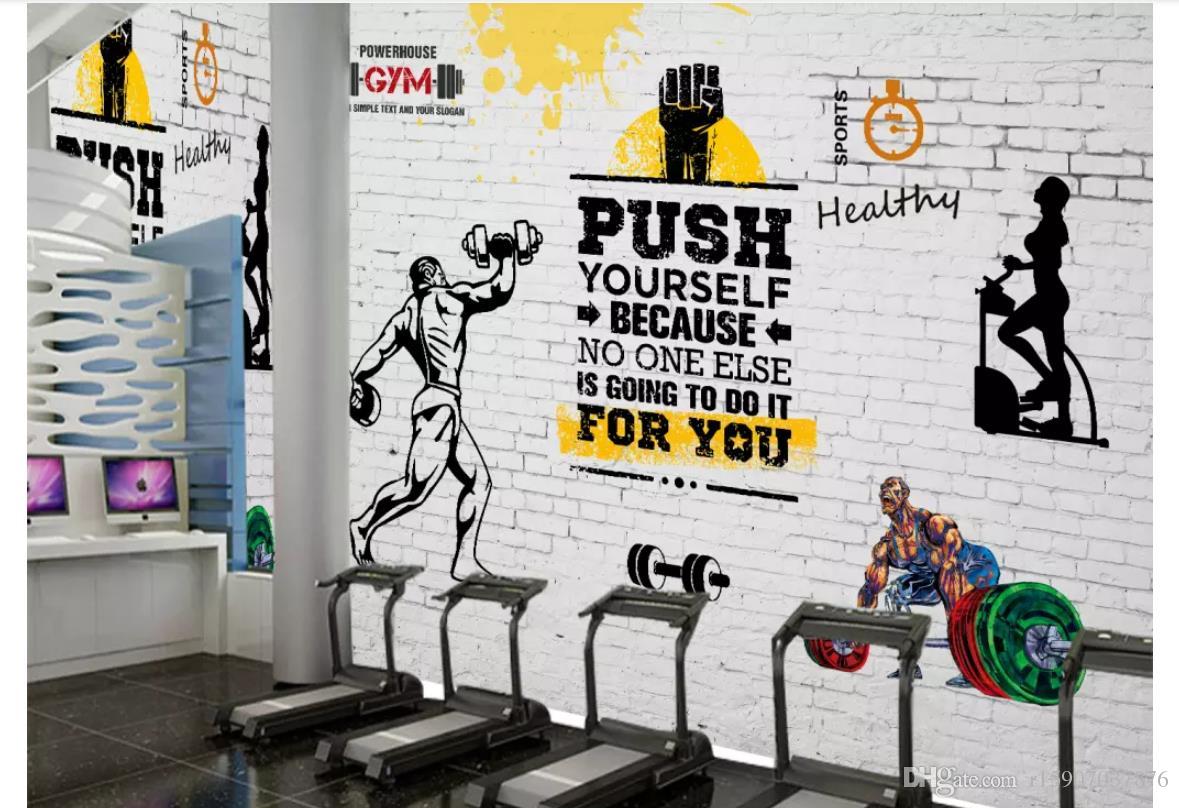 POWERHOUSE
GYM
SIMPLE TEXT AND YOUR SLOGAN
PUSH
YOURSELF
BECAUSE
NO ONE ELSE
IS GOING TO DO IT
FOR YOU
SPORTS
Healthy
SPORTS
Healthy
PUSH
DHgate.com